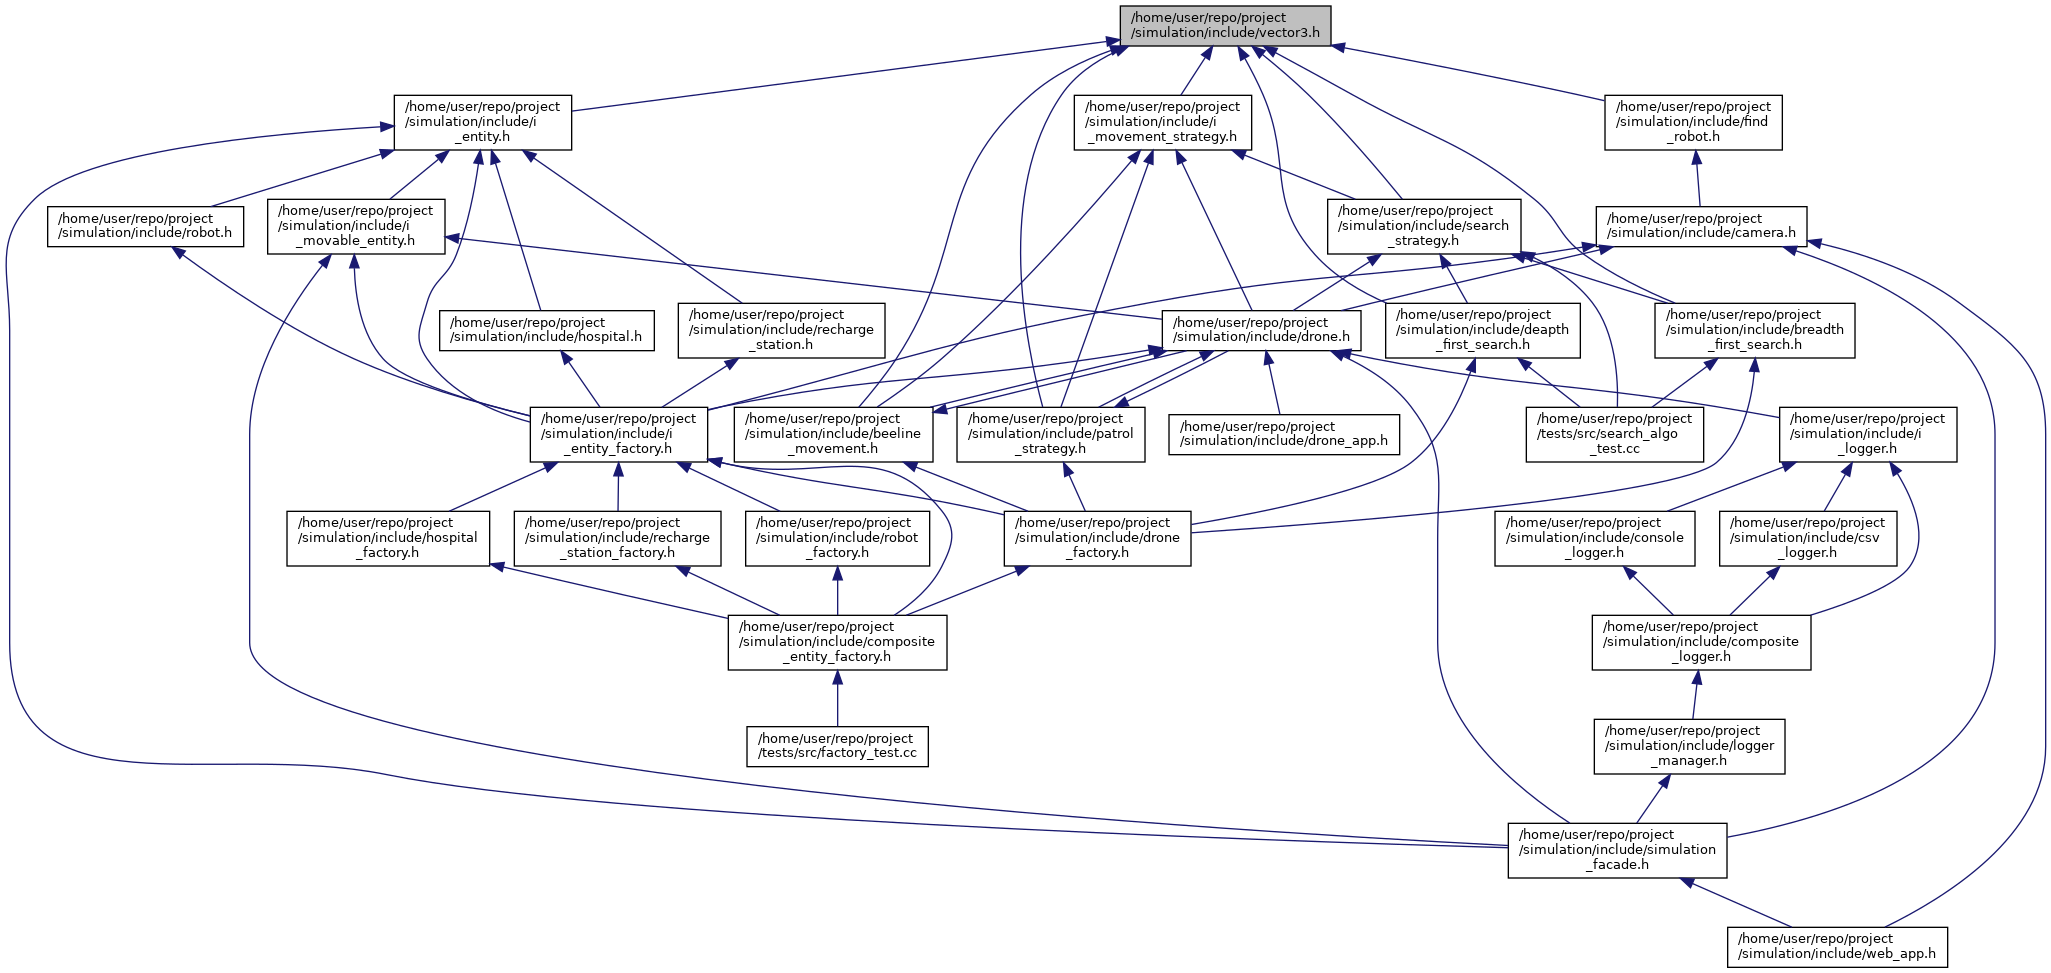 /home/user/repo/project
/simulation/include/vector3.h
/home/user/repo/project
/simulation/include/i
_entity.h
/home/user/repo/project
/simulation/include/i
_movement_strategy.h
/home/user/repo/project
/simulation/include/find
_robot.h
/home/user/repo/project
/simulation/include/robot.h
/home/user/repo/project
/simulation/include/i
_movable_entity.h
/home/user/repo/project
/simulation/include/search
_strategy.h
/home/user/repo/project
/simulation/include/camera.h
/home/user/repo/project
/simulation/include/hospital.h
/home/user/repo/project
/simulation/include/recharge
_station.h
/home/user/repo/project
/simulation/include/drone.h
/home/user/repo/project
/simulation/include/deapth
_first_search.h
/home/user/repo/project
/simulation/include/breadth
_first_search.h
/home/user/repo/project
/simulation/include/i
_entity_factory.h
/home/user/repo/project
/simulation/include/beeline
_movement.h
/home/user/repo/project
/simulation/include/patrol
_strategy.h
/home/user/repo/project
/simulation/include/drone_app.h
/home/user/repo/project
/tests/src/search_algo
_test.cc
/home/user/repo/project
/simulation/include/i
_logger.h
/home/user/repo/project
/simulation/include/hospital
_factory.h
/home/user/repo/project
/simulation/include/recharge
_station_factory.h
/home/user/repo/project
/simulation/include/robot
_factory.h
/home/user/repo/project
/simulation/include/drone
_factory.h
/home/user/repo/project
/simulation/include/console
_logger.h
/home/user/repo/project
/simulation/include/csv
_logger.h
/home/user/repo/project
/simulation/include/composite
_entity_factory.h
/home/user/repo/project
/simulation/include/composite
_logger.h
/home/user/repo/project
/tests/src/factory_test.cc
/home/user/repo/project
/simulation/include/logger
_manager.h
/home/user/repo/project
/simulation/include/simulation
_facade.h
/home/user/repo/project
/simulation/include/web_app.h